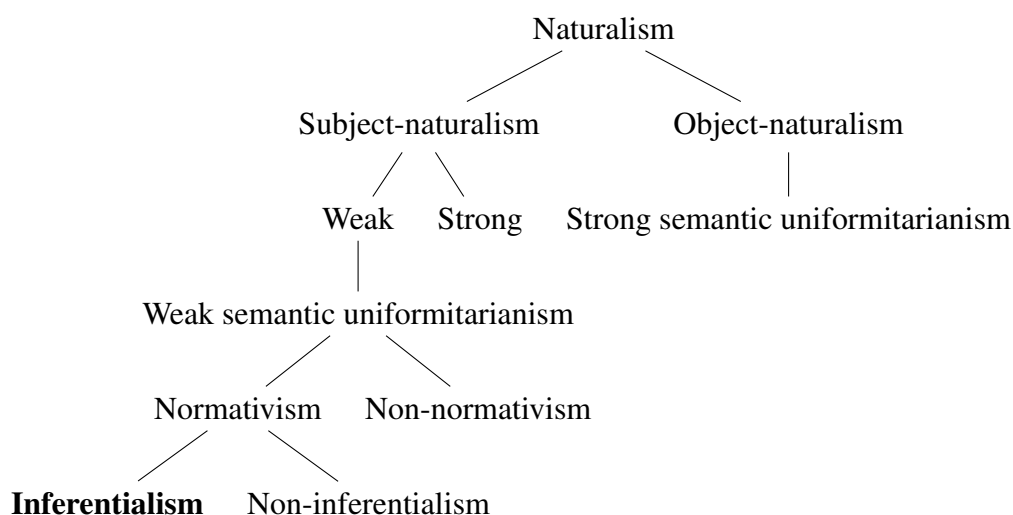 Naturalism
Subject-naturalism Object-naturalism
Weak Strong Strong semantic uniformitarianism
Weak semantic uniformitarianism
Normativism Non-normativism
Inferentialism Non-inferentialism